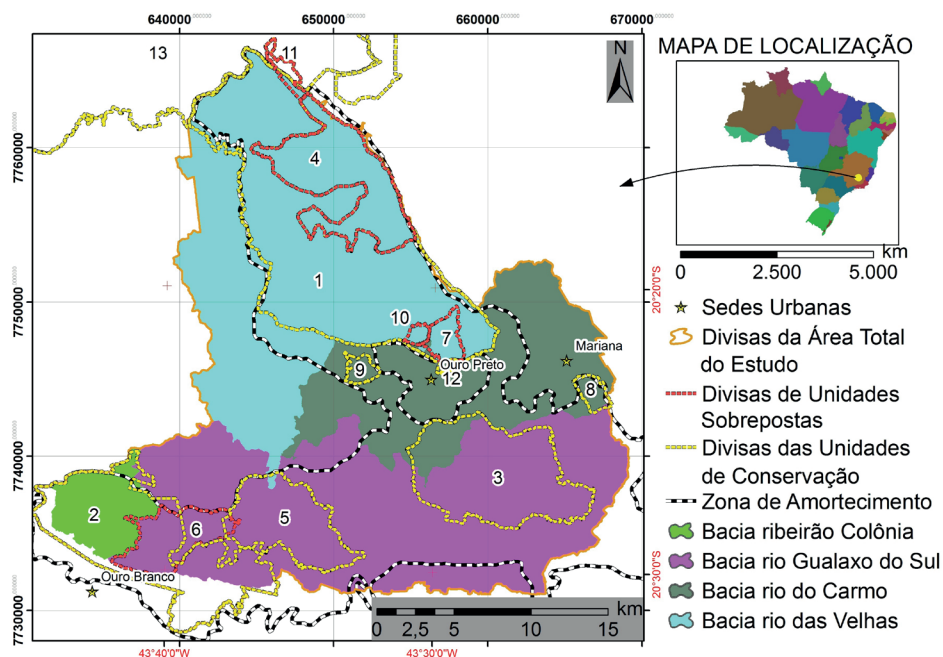 640000
650000
660000
670000
13
11
N
MAPA DE LOCALIZAÇÃO
7760000
4
km
0 2.500 5.000
1
7750000
10
7
20°20'0"S
Sedes Urbanas
Mariana
Ouro Preto
9
12
8
Divisas da Área Total
do Estudo
Divisas de Unidades
Sobrepostas
7740000
3
Divisas das Unidades
de Conservação
Zona de Amortecimento
2
6
5
Bacia ribeirão Colônia
Bacia rio Gualaxo do Sul
Ouro Branco
20°30'0"S
Bacia rio do Carmo
7730000
km
0 2,5 5 10 15
Bacia rio das Velhas
43°40'0"W
43°30'0"W